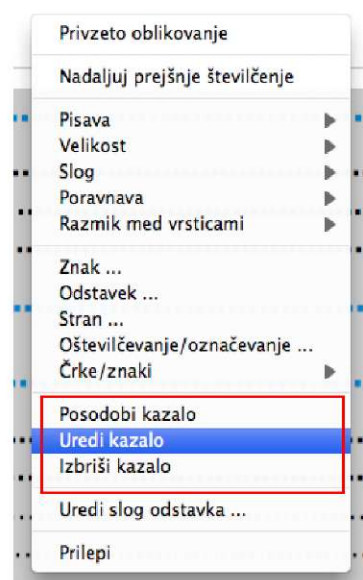 Privzeto oblikovanje
Nadaljuj prejšnje številčenje
Pisava
Velikost
Slog
Poravnava
Razmik med vrsticami
Znak ...
Odstavek ...
Stran ...
Oštevilčevanje/označevanje ...
Črke/znaki
Posodobi kazalo
Uredi kazalo
Izbriši kazalo
Uredi slog odstavka ...
Prilepi